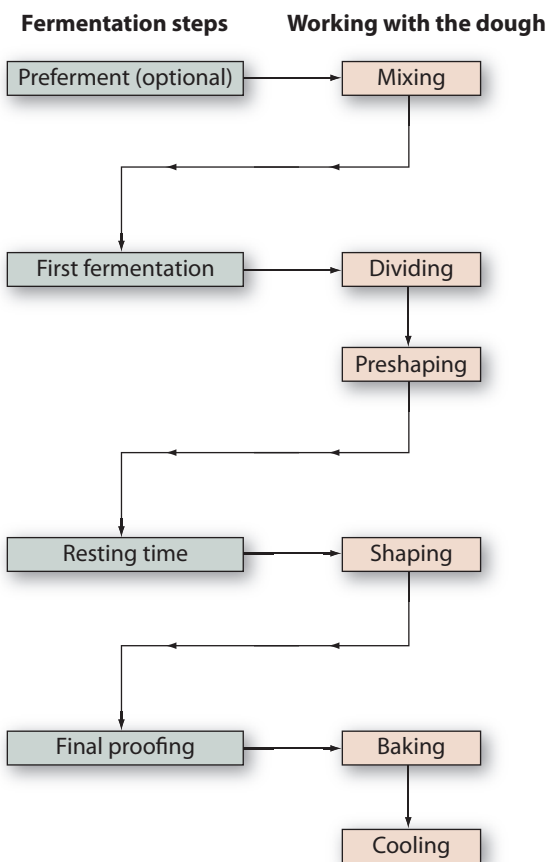 Fermentation steps
Working with the dough
Preferment (optional)
Mixing
First fermentation
Dividing
Preshaping
Resting time
Shaping
Final proofing
Baking
Cooling